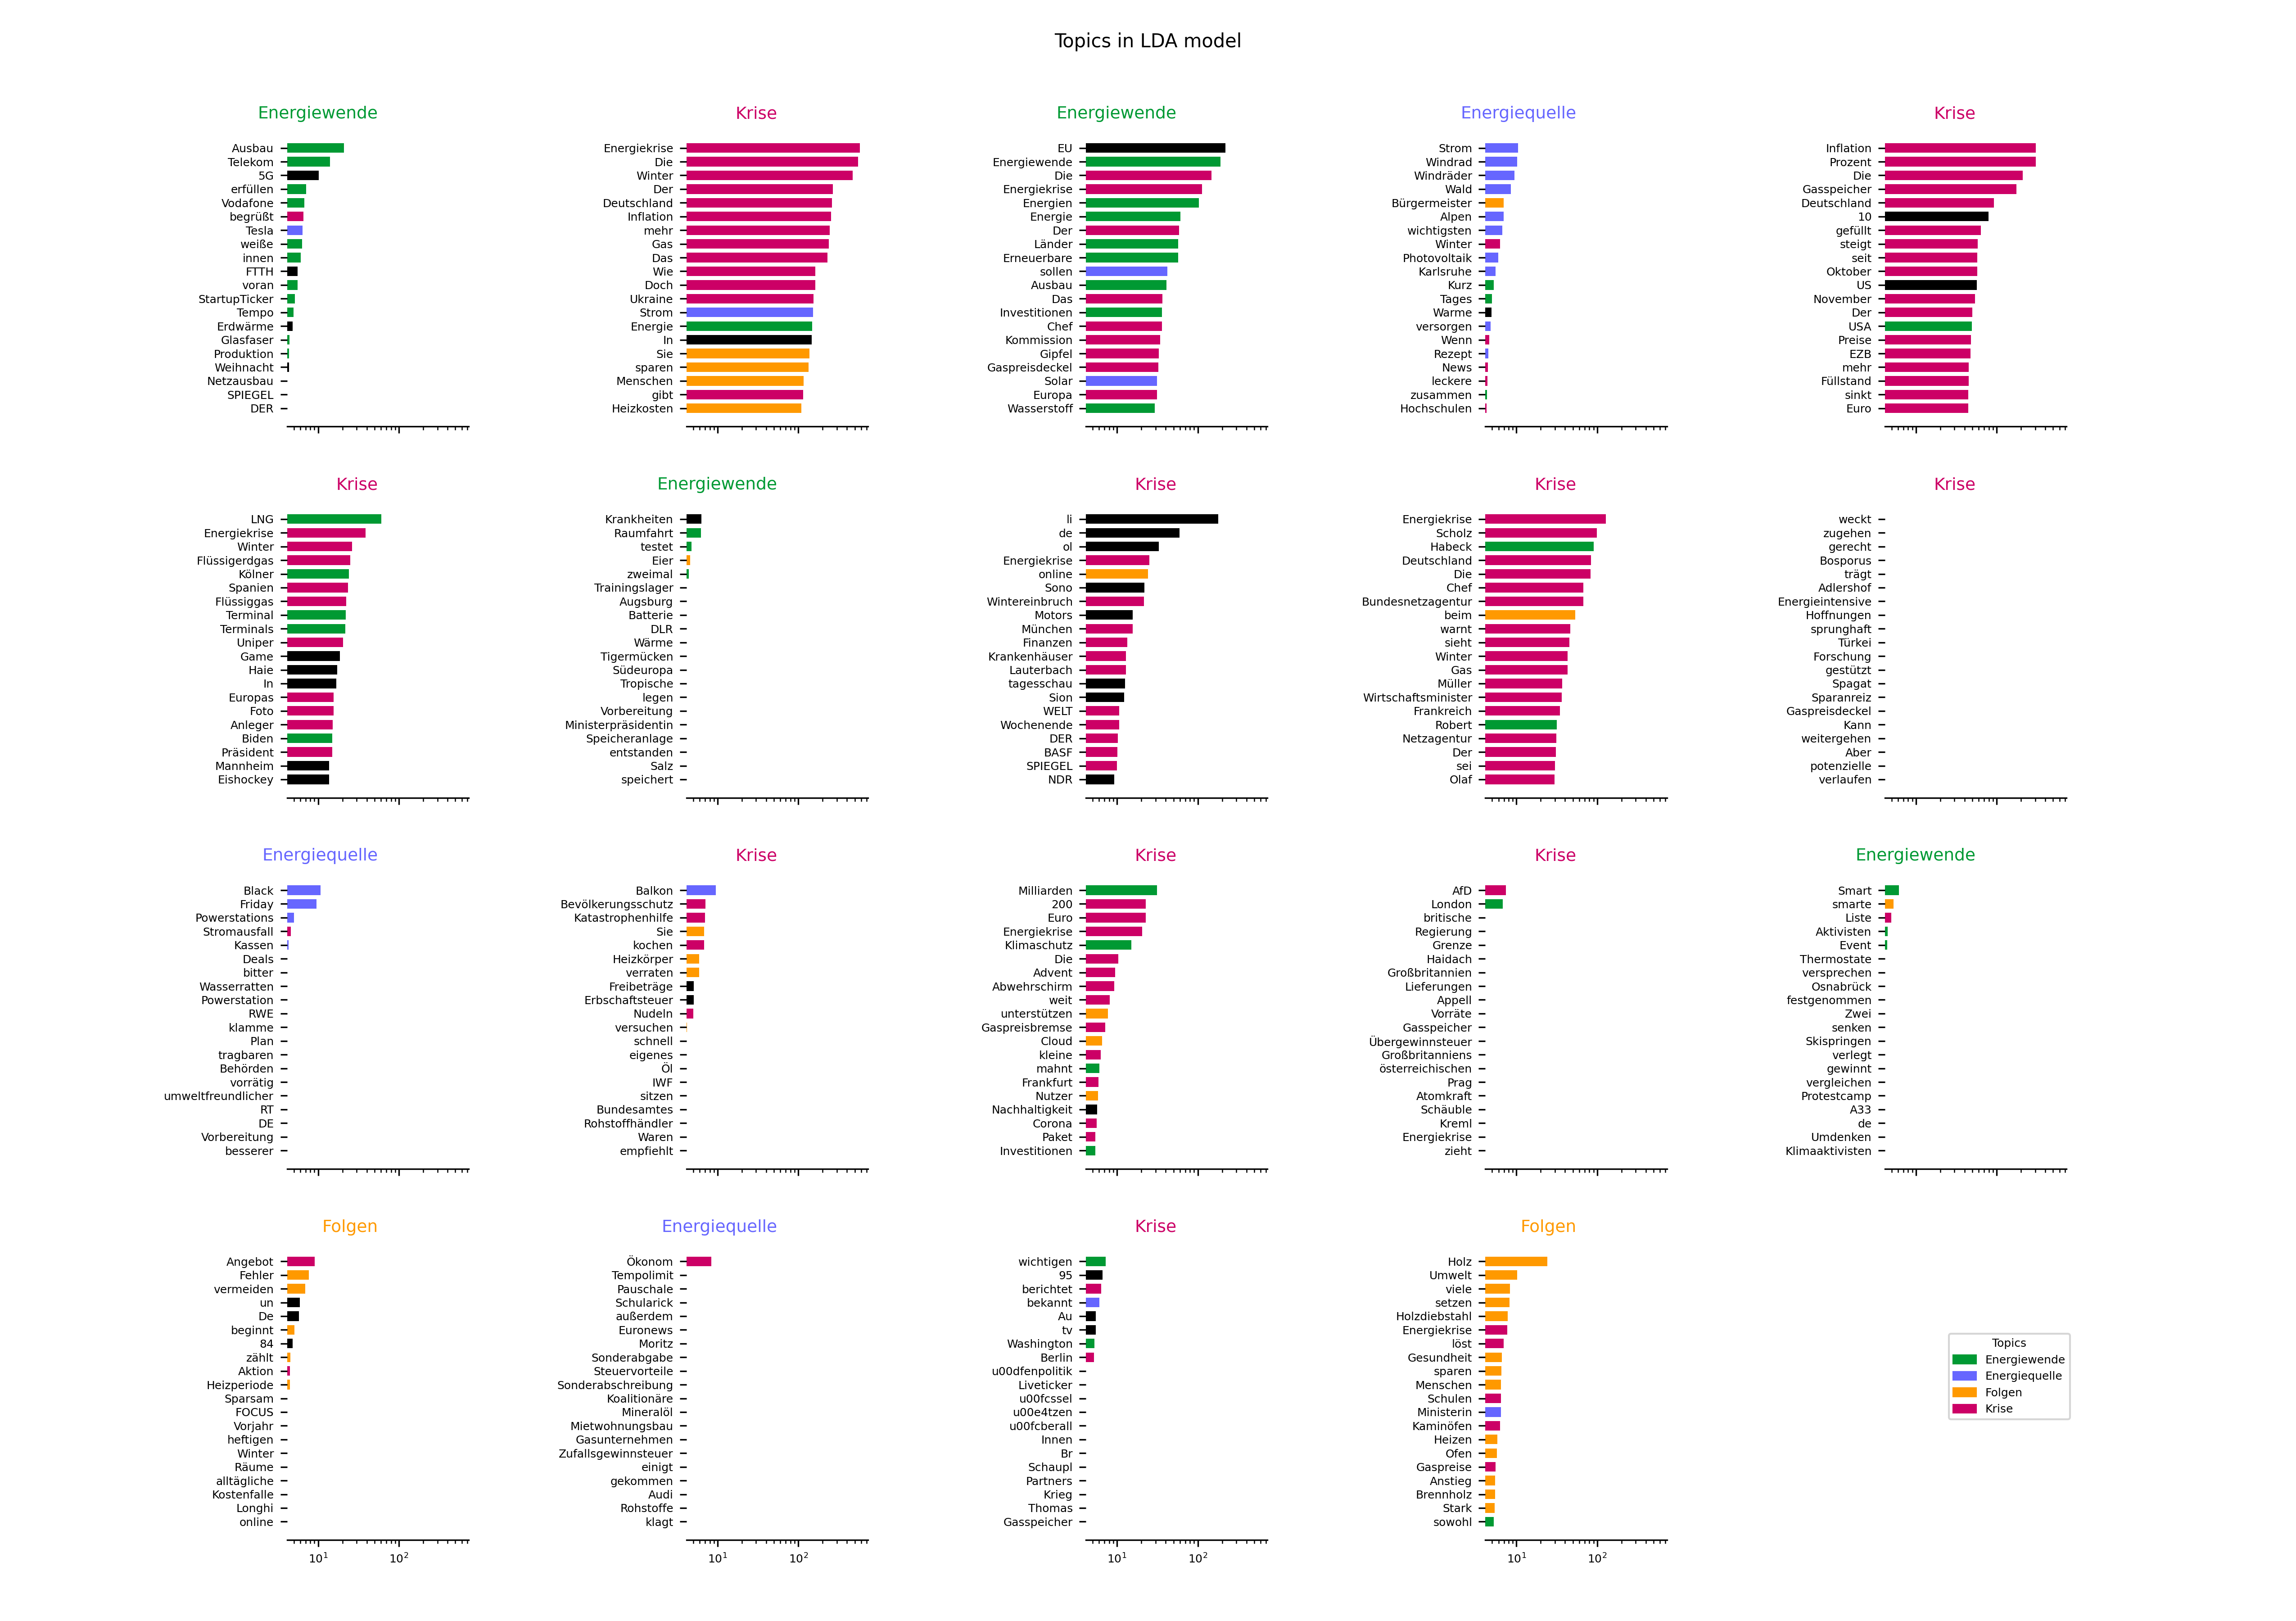 Topics in LDA model
Energiewende
Ausbau
Telekom
5G
erfüllen
Vodafone
begrüßt
Tesla
weiße
innen
FTTH
voran
StartupTicker
Tempo
Erdwärme
Glasfaser
Produktion
Weihnacht
Netzausbau
SPIEGEL
DER
Krise
Energiekrise
Die
Winter
Der
Deutschland
Inflation
mehr
Gas
Das
Wie
Doch
Ukraine
Strom
Energie
In
Sie
sparen
Menschen
gibt
Heizkosten
Energiewende
EU
Energiewende
Die
Energiekrise
Energien
Energie
Der
Länder
Erneuerbare
sollen
Ausbau
Das
Investitionen
Chef
Kommission
Gipfel
Gaspreisdeckel
Solar
Europa
Wasserstoff
Energiequelle
Strom
Windrad
Windräder
Wald
Bürgermeister
Alpen
wichtigsten
Winter
Photovoltaik
Karlsruhe
Kurz
Tages
Warme
versorgen
Wenn
Rezept
News
leckere
zusammen
Hochschulen
Krise
Inflation
Prozent
Die
Gasspeicher
Deutschland
10
gefüllt
steigt
seit
Oktober
US
November
Der
USA
Preise
EZB
mehr
Füllstand
sinkt
Euro
Krise
LNG
Energiekrise
Winter
Flüssigerdgas
Kölner
Spanien
Flüssiggas
Terminal
Terminals
Uniper
Game
Haie
In
Europas
Foto
Anleger
Biden
Präsident
Mannheim
Eishockey
Energiewende
Krankheiten
Raumfahrt
testet
Eier
zweimal
Trainingslager
Augsburg
Batterie
DLR
Wärme
Tigermücken
Südeuropa
Tropische
legen
Vorbereitung
Ministerpräsidentin
Speicheranlage
entstanden
Salz
speichert
Krise
li
de
ol
Energiekrise
online
Sono
Wintereinbruch
Motors
München
Finanzen
Krankenhäuser
Lauterbach
tagesschau
Sion
WELT
Wochenende
DER
BASF
SPIEGEL
NDR
Krise
Energiekrise
Scholz
Habeck
Deutschland
Die
Chef
Bundesnetzagentur
beim
warnt
sieht
Winter
Gas
Müller
Wirtschaftsminister
Frankreich
Robert
Netzagentur
Der
sei
Olaf
Krise
weckt
zugehen
gerecht
Bosporus
trägt
Adlershof
Energieintensive
Hoffnungen
sprunghaft
Türkei
Forschung
gestützt
Spagat
Sparanreiz
Gaspreisdeckel
Kann
weitergehen
Aber
potenzielle
verlaufen
Energiequelle
Black
Friday
Powerstations
Stromausfall
Kassen
Deals
bitter
Wasserratten
Powerstation
RWE
klamme
Plan
tragbaren
Behörden
vorrätig
umweltfreundlicher
RT
DE
Vorbereitung
besserer
Krise
Balkon
Bevölkerungsschutz
Katastrophenhilfe
Sie
kochen
Heizkörper
verraten
Freibeträge
Erbschaftsteuer
Nudeln
versuchen
schnell
eigenes
Öl
IWF
sitzen
Bundesamtes
Rohstoffhändler
Waren
empfiehlt
Krise
Milliarden
200
Euro
Energiekrise
Klimaschutz
Die
Advent
Abwehrschirm
weit
unterstützen
Gaspreisbremse
Cloud
kleine
mahnt
Frankfurt
Nutzer
Nachhaltigkeit
Corona
Paket
Investitionen
Krise
AfD
London
britische
Regierung
Grenze
Haidach
Großbritannien
Lieferungen
Appell
Vorräte
Gasspeicher
Übergewinnsteuer
Großbritanniens
österreichischen
Prag
Atomkraft
Schäuble
Kreml
Energiekrise
zieht
Energiewende
Smart
smarte
Liste
Aktivisten
Event
Thermostate
versprechen
Osnabrück
festgenommen
Zwei
senken
Skispringen
verlegt
gewinnt
vergleichen
Protestcamp
A33
de
Umdenken
Klimaaktivisten
Folgen
Angebot
Fehler
vermeiden
un
De
beginnt
84
zählt
Aktion
Heizperiode
Sparsam
FOCUS
Vorjahr
heftigen
Winter
Räume
alltägliche
Kostenfalle
Longhi
online
10¹ 10²
Energiequelle
Ökonom
Tempolimit
Pauschale
Schularick
außerdem
Euronews
Moritz
Sonderabgabe
Steuervorteile
Sonderabschreibung
Koalitionäre
Mineralöl
Mietwohnungsbau
Gasunternehmen
Zufallsgewinnsteuer
einigt
gekommen
Audi
Rohstoffe
klagt
10¹ 10²
Krise
wichtigen
95
berichtet
bekannt
Au
tv
Washington
Berlin
u00dfenpolitik
Liveticker
u00fcssel
u00e4tzen
u00fcberall
Innen
Br
Schaupl
Partners
Krieg
Thomas
Gasspeicher
10¹ 10²
Folgen
Holz
Umwelt
viele
setzen
Holzdiebstahl
Energiekrise
löst
Gesundheit
sparen
Menschen
Schulen
Ministerin
Kaminöfen
Heizen
Ofen
Gaspreise
Anstieg
Brennholz
Stark
sowohl
10¹ 10²
Topics
Energiewende
Energiequelle
Folgen
Krise